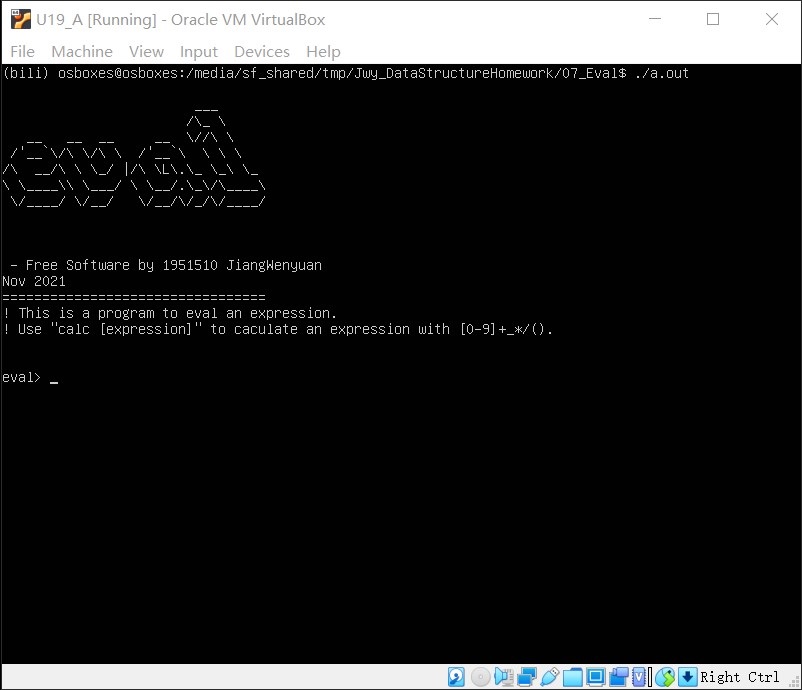 U19_A [Running] - Oracle VM VirtualBox
File Machine View Input Devices Help
(bili) osboxes@osboxes:/media/sf_shared/tmp/Jwy_DataStructureHomework/07_Eval$ ./a.out
eval
- Free Software by 1951510 JiangWenyuan
Nov 2021
=================================
! This is a program to eval an expression.
! Use "calc [expression]" to caculate an expression with [0-9]+_*/().
eval> _
Right Ctrl